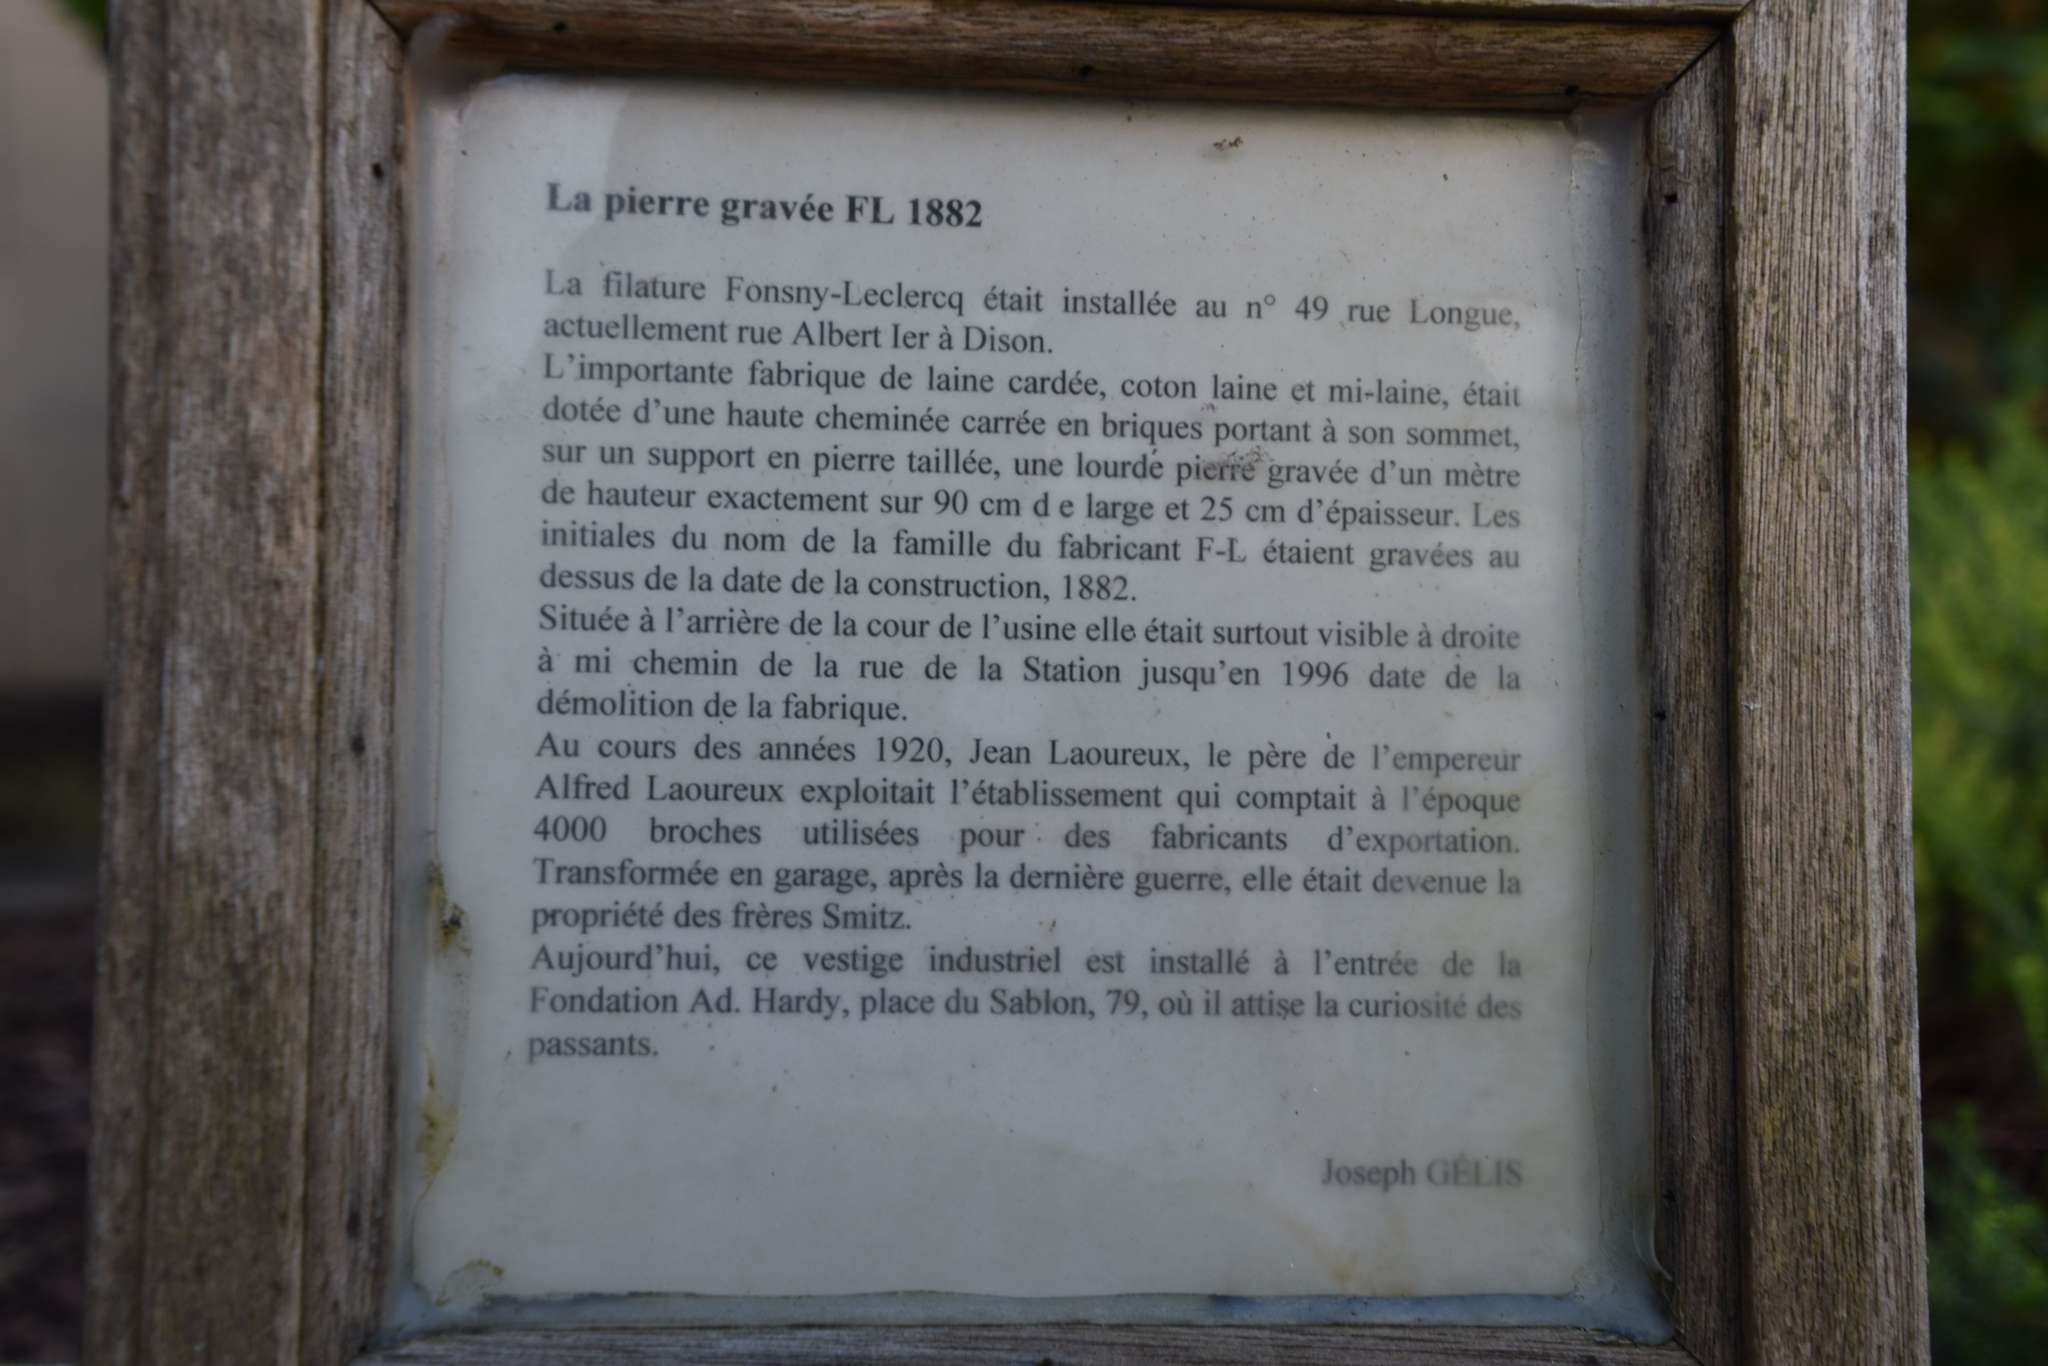 La pierre gravée FL 1882
La filature Fonsny-Leclercq était installée au n° 49 rue Longue,
actuellement rue Albert Ier à Dison.
L'importante fabrique de laine cardée, coton laine et mi-laine, était
dotée d'une haute cheminée carrée en briques portant à son sommet,
sur un support en pierre taillée, une lourde pierre gravée d'un mètre
de hauteur exactement sur 90 cm d e large et 25 cm d'épaisseur. Les
initiales du nom de la famille du fabricant F-L étaient gravées au
dessus de la date de la construction, 1882.
Située à l'arrière de la cour de l'usine elle était surtout visible à droite
à mi chemin de la rue de la Station jusqu'en 1996 date de la
démolition de la fabrique.
Au cours des années 1920, Jean Laoureux, le père de l'empereur
Alfred Laoureux exploitait l'établissement qui comptait à l'époque
4000 broches utilisées pour des fabricants d'exportation.
Transformée en garage, après la dernière guerre, elle était devenue la
propriété des frères Smitz.
Aujourd'hui, ce vestige industriel est installé à l'entrée de la
Fondation Ad. Hardy, place du Sablon, 79, où il attise la curiosité des
passants.
Joseph GÉLIS